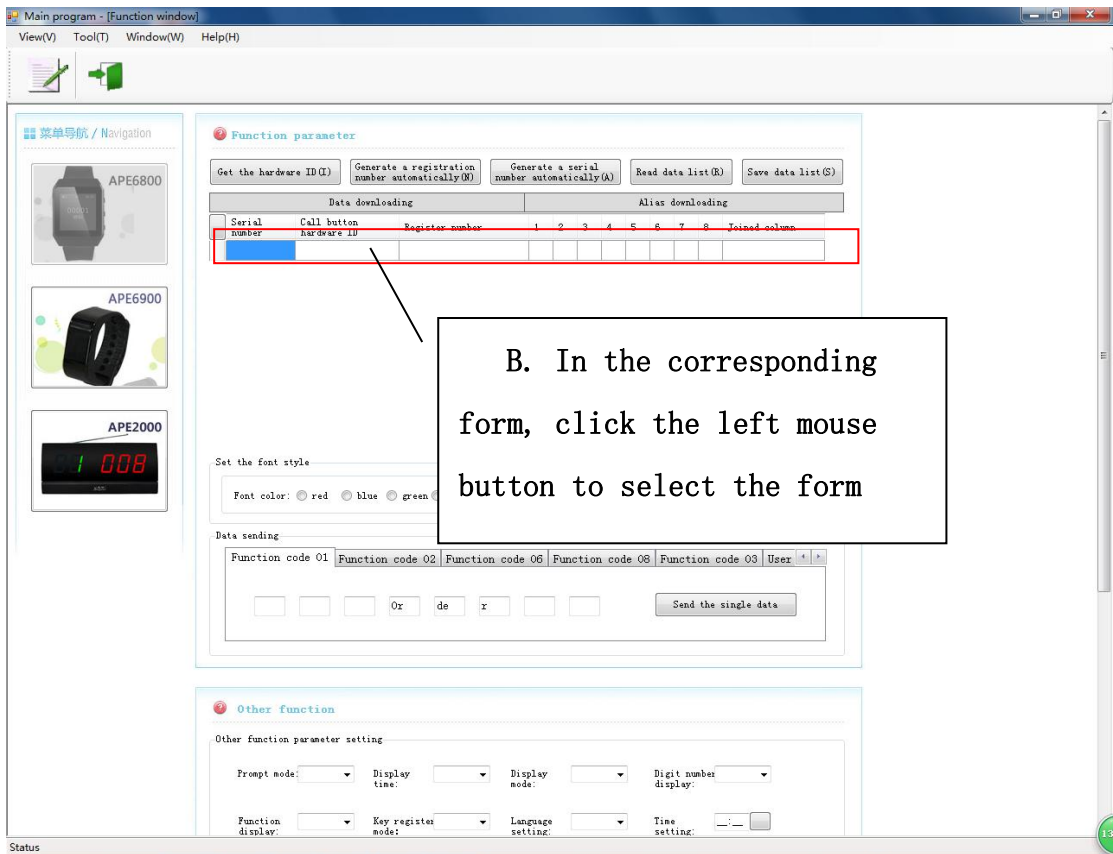 Main program - [Function window]
View(V) Tool(T) Window(W) Help(H)
菜单导航 / Navigation
APE6800
APE6900
APE2000
1 008
Function parameter
Get the hardware ID(I)
Generate a registration
number automatically(N)
Generate a serial
number automatically(A)
Read data list(R)
Save data list(S)
Data downloading
Alias downloading
Serial
number
Call button
hardware ID
Register number
1 2 3 4 5 6 7 8 Joined column
B. In the corresponding
form, click the left mouse
button to select the form
Set the font style
Font color: red blue green
Data sending
Function code 01 Function code 02 Function code 06 Function code 08 Function code 03 User
Or de r
Send the single data
Other function
Other function parameter setting
Prompt mode:
Display
time:
Display
mode:
Digit number
display:
Function
display:
Key register
mode:
Language
setting:
Time
setting:
__:__
13
Status